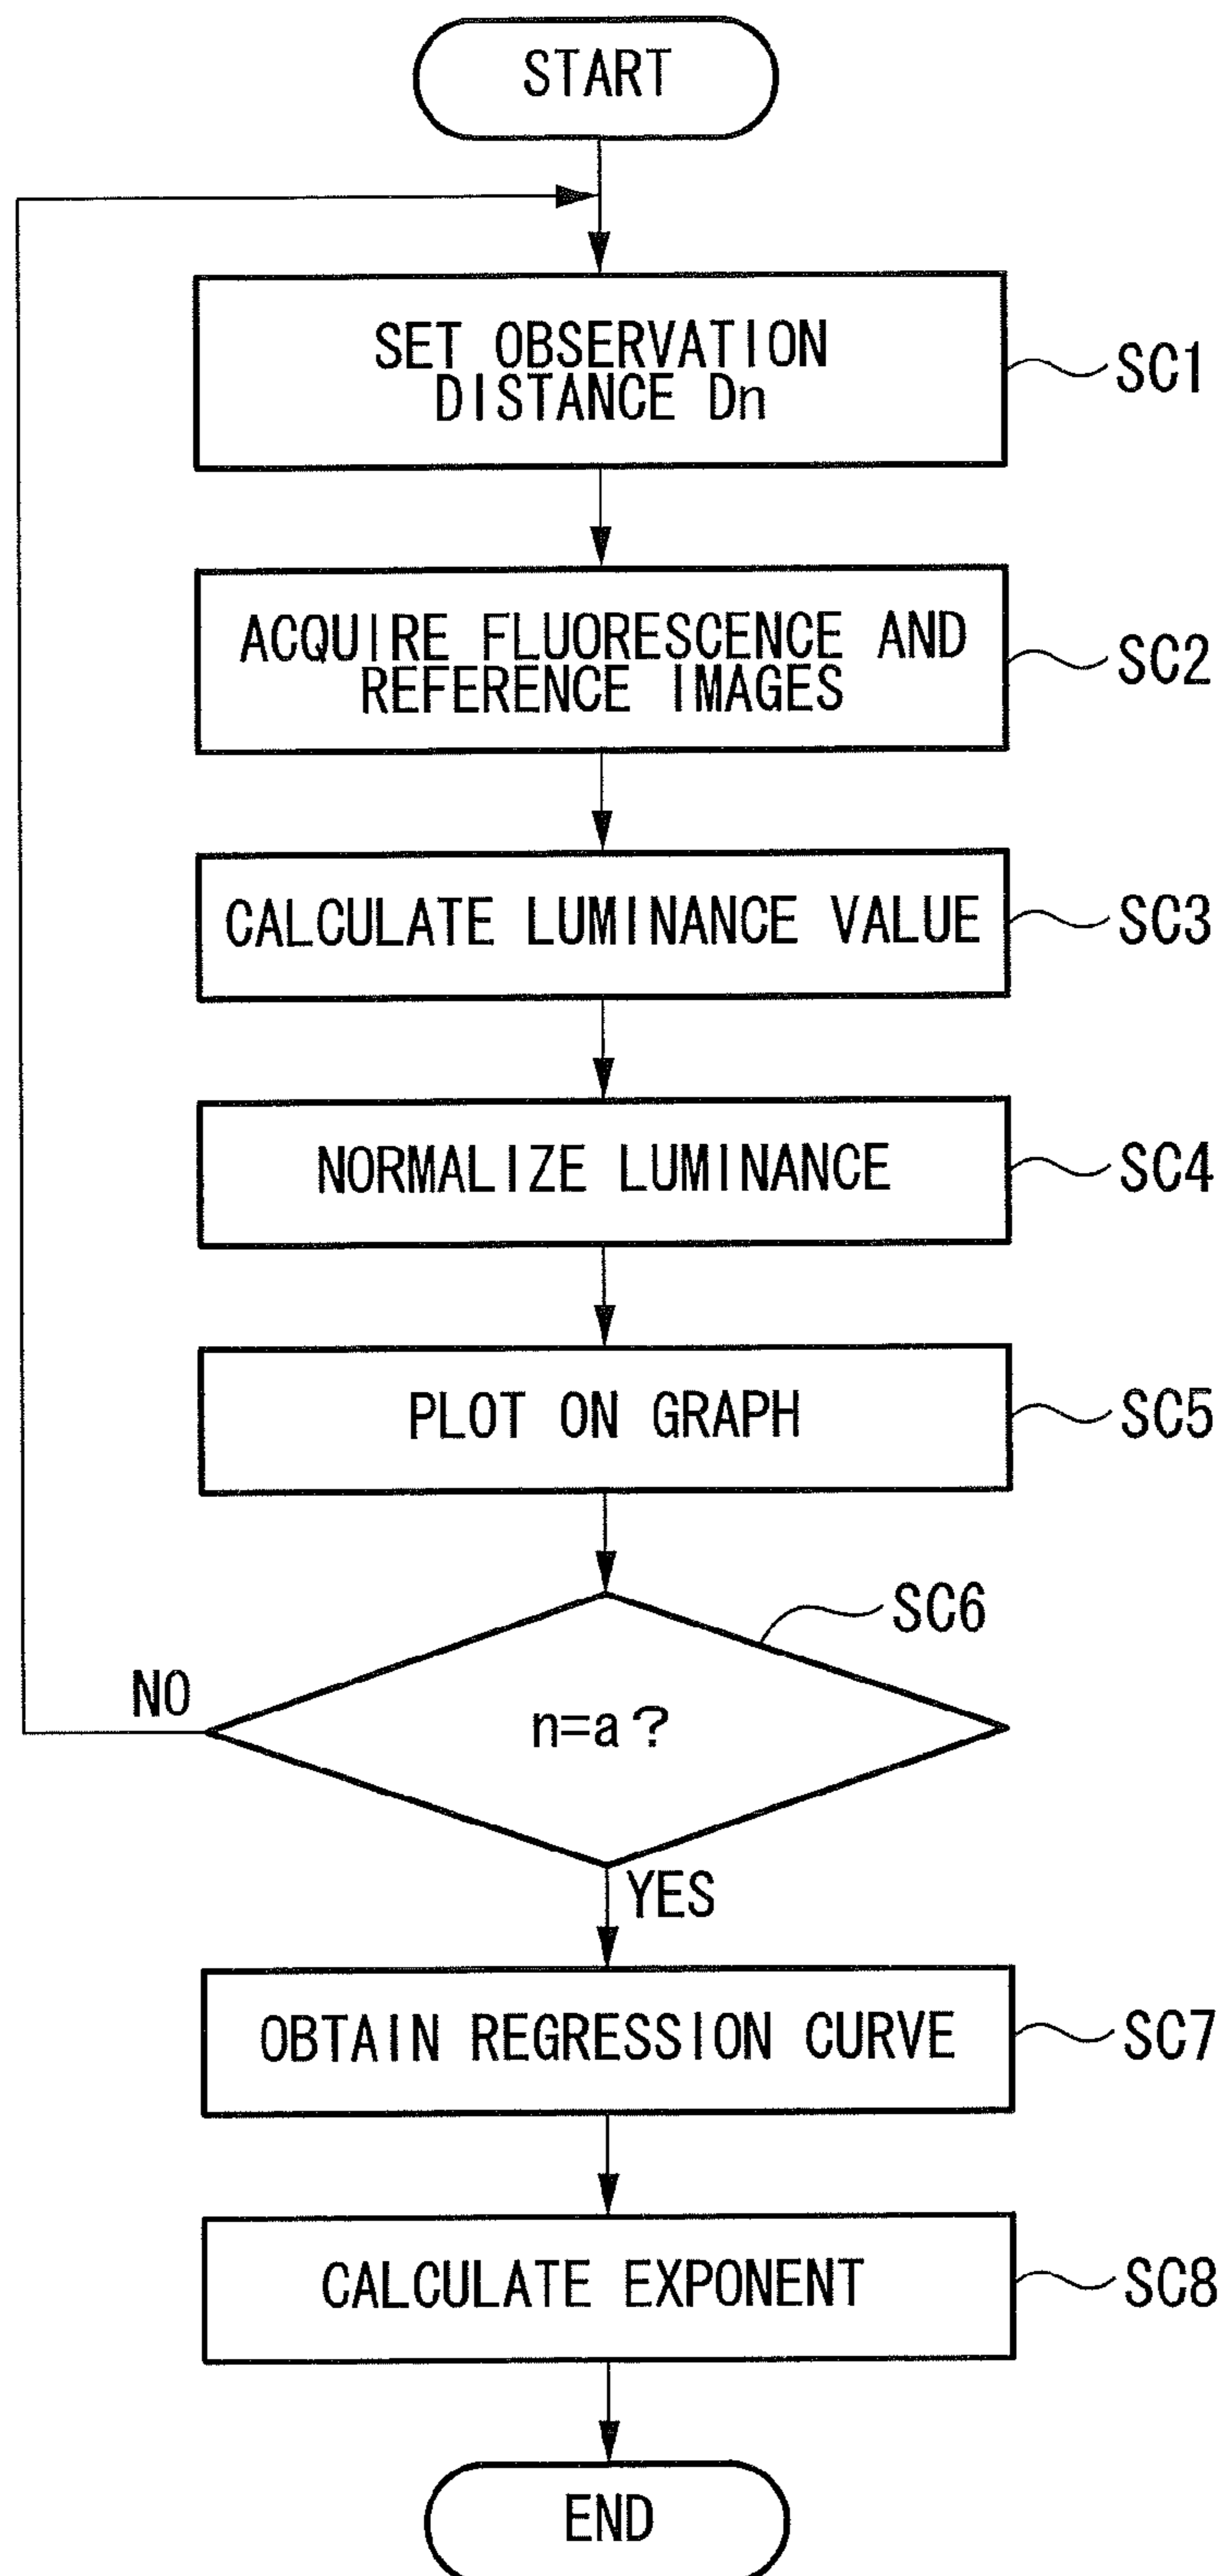 START
SET OBSERVATION
DISTANCE Dn
SC1
ACQUIRE FLUORESCENCE AND
REFERENCE IMAGES
SC2
CALCULATE LUMINANCE VALUE
SC3
NORMALIZE LUMINANCE
SC4
PLOT ON GRAPH
SC5
SC6
NO
n=a?
YES
OBTAIN REGRESSION CURVE
SC7
CALCULATE EXPONENT
SC8
END